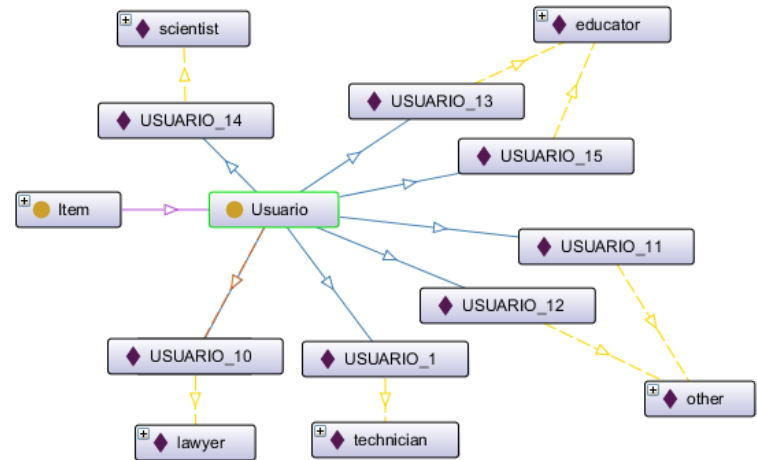 scientist
educator
USUARIO_14
USUARIO_13
USUARIO_15
Item
Usuario
USUARIO_11
USUARIO_12
USUARIO_10
USUARIO_1
other
lawyer
technician